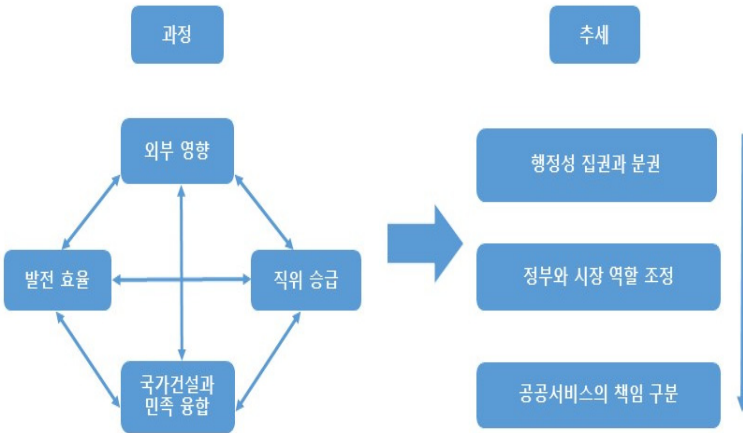 과정
추세
외부 영향
발전 효율
직위 승급
국가건설과
민족 융합
행정성 집권과 분권
정부와 시장 역할 조정
공공서비스의 책임 구분